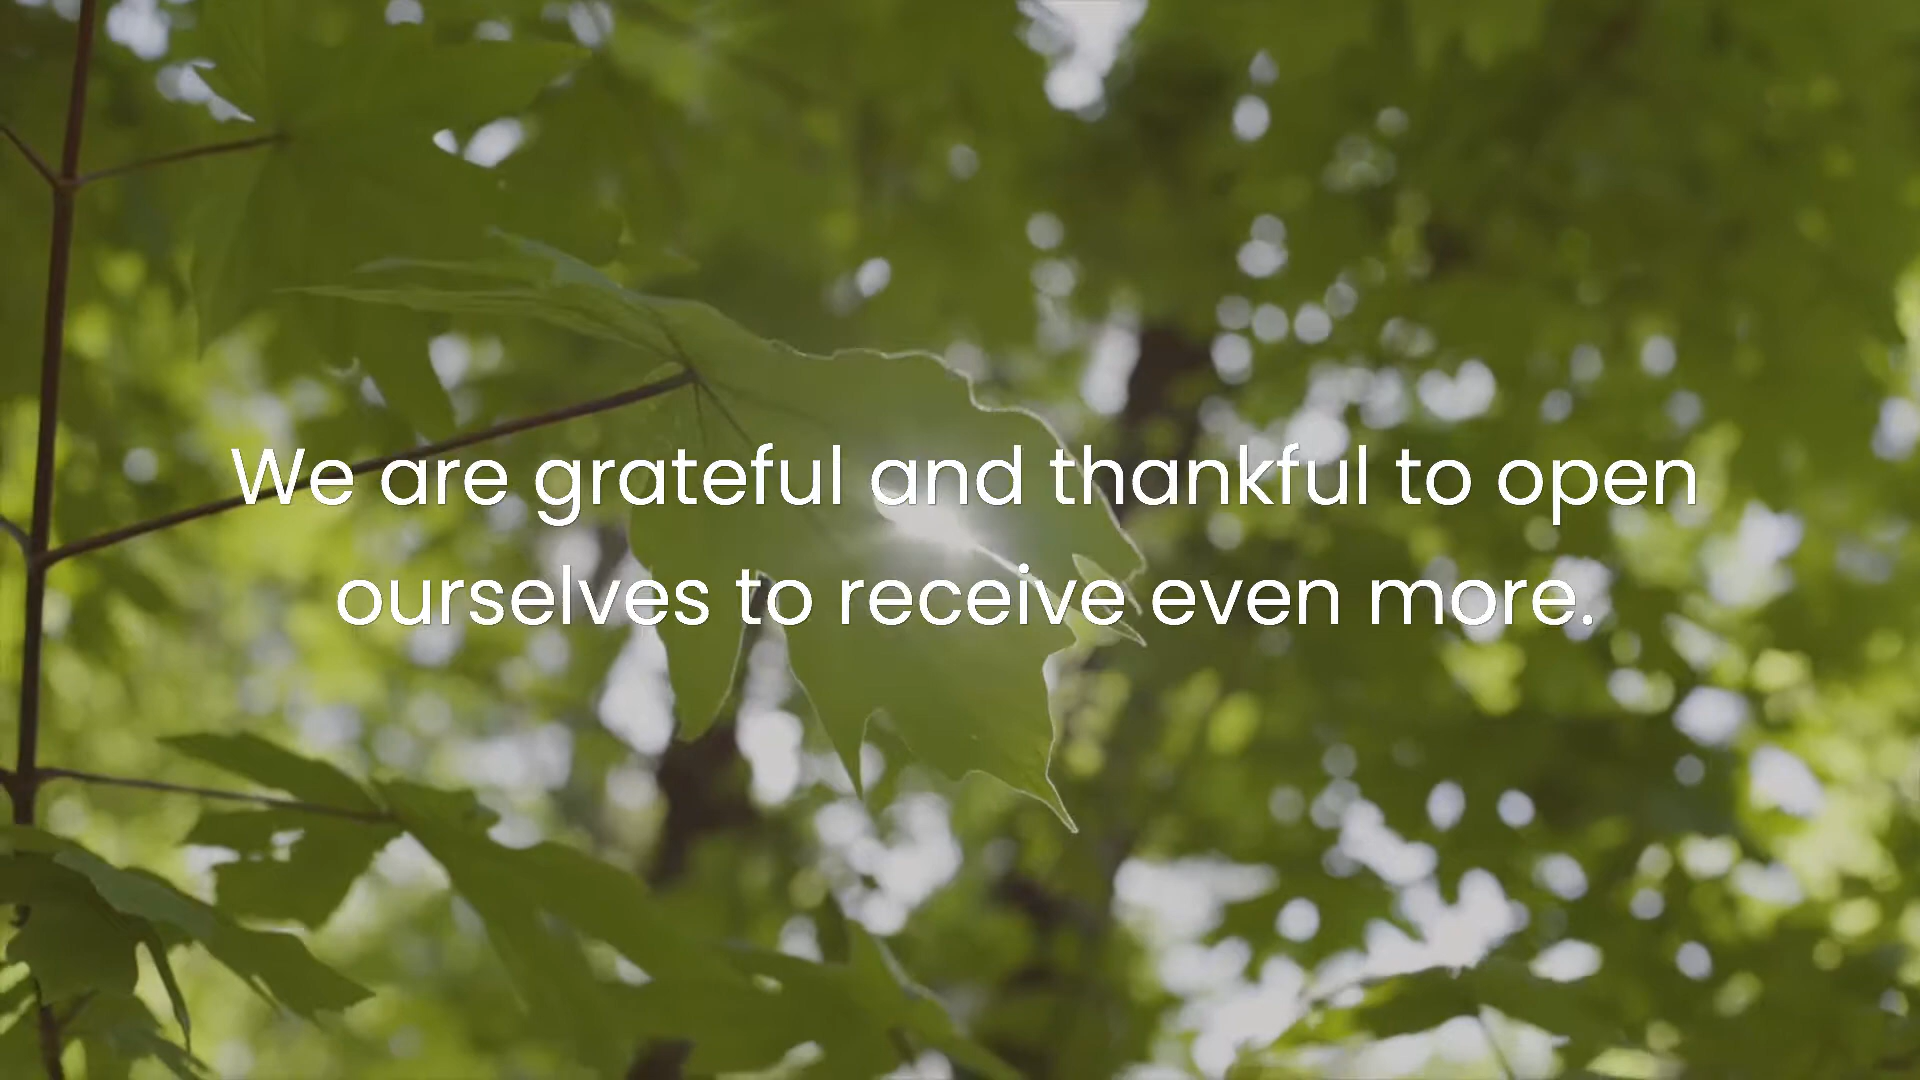 We are grateful and thankful to open
ourselves to receive even more.